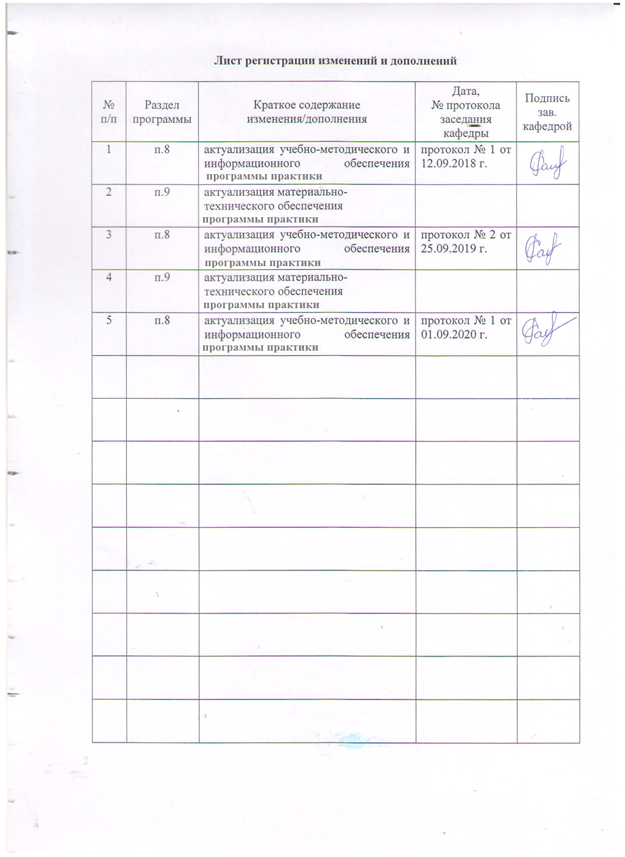 Лист регистрации изменений и дополнений
№
п/п
Раздел
программы
Краткое содержание
изменения/дополнения
Дата,
№ протокола
заседания
кафедры
Подпись
зав.
кафедрой
1
п.8
актуализация учебно-методического и
информационного обеспечения
программы практики
протокол № 1 от
12.09.2018 г.
2
п.9
актуализация материально-
технического обеспечения
программы практики
3
п.8
актуализация учебно-методического и
информационного обеспечения
программы практики
протокол № 2 от
25.09.2019 г.
4
п.9
актуализация материально-
технического обеспечения
программы практики
5
п.8
актуализация учебно-методического и
информационного обеспечения
программы практики
протокол № 1 от
01.09.2020 г.